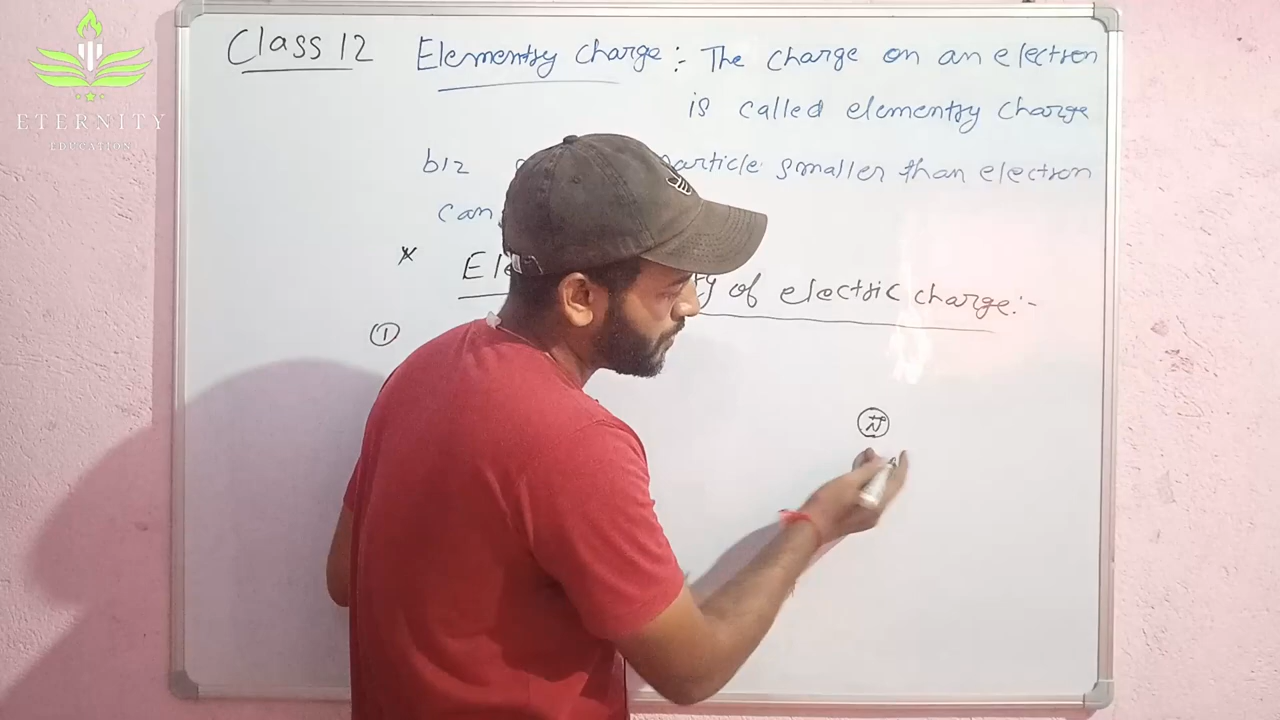 Class 12
Elementry charge :- The charge on an electron
is called elementry charge
b/z particle smaller than electron
can
* of electric charge:-
①
ETERNITY
EDUCATION